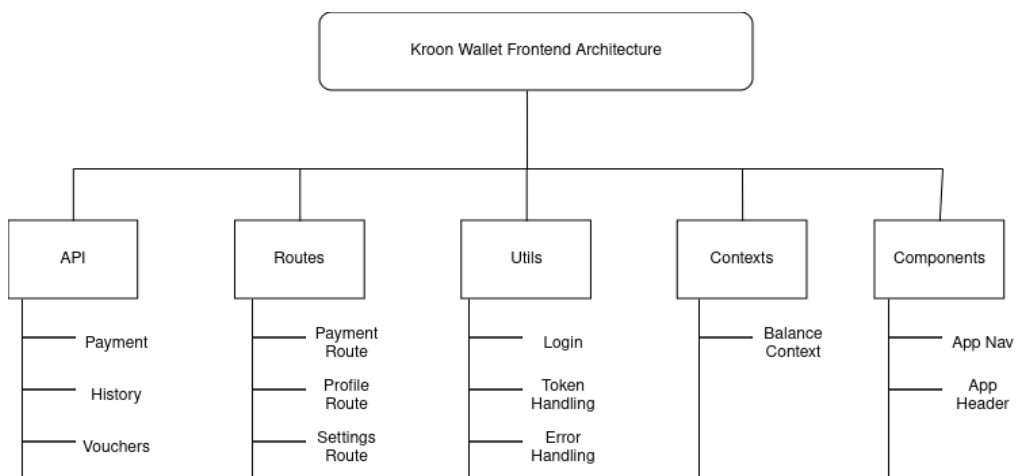 Kroon Wallet Frontend Architecture
API
Routes
Utils
Contexts
Components
Payment
History
Vouchers
Payment
Route
Profile
Route
Settings
Route
Login
Token
Handling
Error
Handling
Balance
Context
App Nav
App
Header